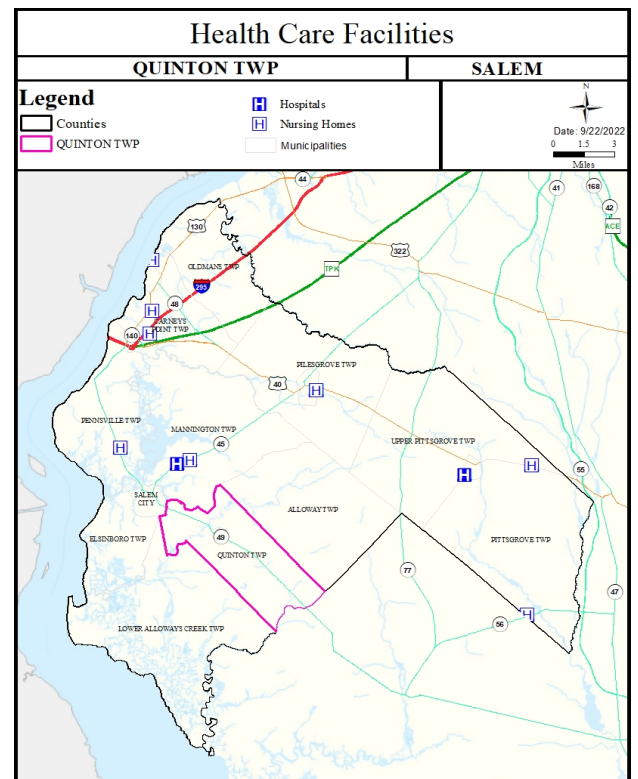 Health Care Facilities
QUINTON TWP
SALEM
Legend
Counties
QUINTON TWP
H Hospitals
H Nursing Homes
Municipalities
N
Date: 9/22/2022
0 1.5 3
Miles
44
41
168
42
ACE
130
322
OLDMANS TWP
TPK
H
295
48
H
CARNEYS
POINT TWP
140
H
PILESGROVE TWP
40
H
PENNSVILLE TWP
MANNINGTON TWP
45
UPPER PITTSGROVE TWP
H
H
H
H
H
55
SALEM
CITY
ALLOWAY TWP
ELSINBORO TWP
49
QUINTON TWP
PITTSGROVE TWP
77
47
H
56
LOWER ALLOWAYS CREEK TWP